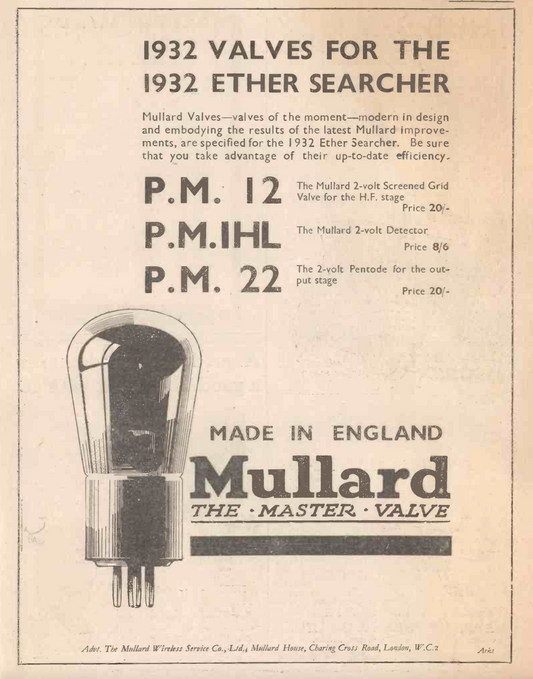 1932 VALVES FOR THE
1932 ETHER SEARCHER
Mullard Valves—valves of the moment—modern in design
and embodying the results of the latest Mullard improve-
ments, are specified for the 1932 Ether Searcher. Be sure
that you take advantage of their up-to-date efficiency.
P.M. 12
The Mullard 2-volt Screened Grid
Valve for the H.F. stage
Price 20/-
P.M.1HL
The Mullard 2-volt Detector
Price 8/6
P.M. 22
The 2-volt Pentode for the out-
put stage
Price 20/-
MADE IN ENGLAND
Mullard
THE · MASTER · VALVE
Advt. The Mullard Wireless Service Co., Ltd., Mullard House, Charing Cross Road, London, W.C.2
Arks